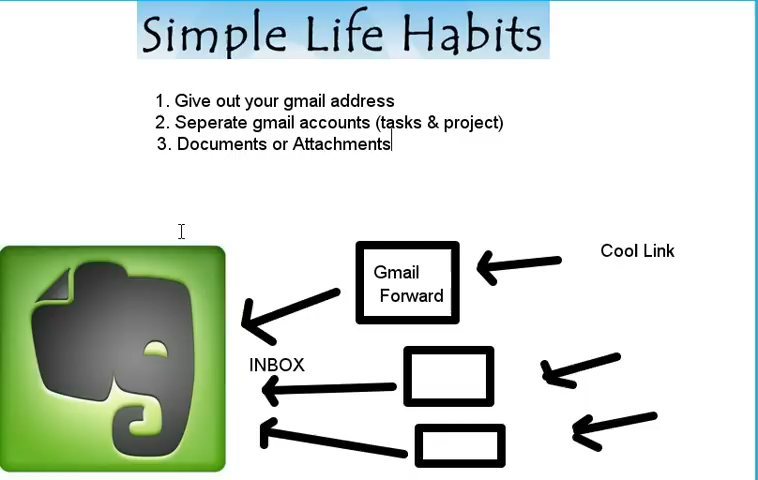 Simple Life Habits
1. Give out your gmail address
2. Seperate gmail accounts (tasks & project)
3. Documents or Attachments
Cool Link
Gmail
Forward
INBOX